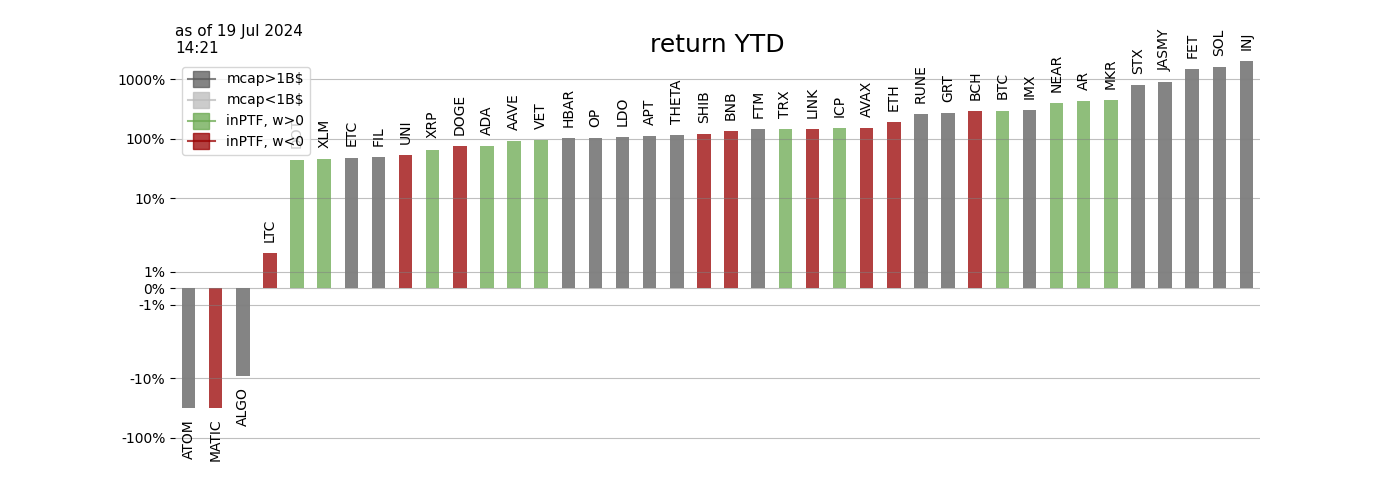 as of 19 Jul 2024
14:21
return YTD
mcap>1B$
mcap<1B$
inPTF, w>0
inPTF, w<0
1000%
100%
10%
1%
0%
-1%
-10%
-100%
ATOM
MATIC
ALGO
LTC
XLM
ETC
FIL
UNI
XRP
DOGE
ADA
AAVE
VET
HBAR
OP
LDO
APT
THETA
SHIB
BNB
FTM
TRX
LINK
ICP
AVAX
ETH
RUNE
GRT
BCH
BTC
IMX
NEAR
AR
MKR
STX
JASMY
FET
SOL
INJ